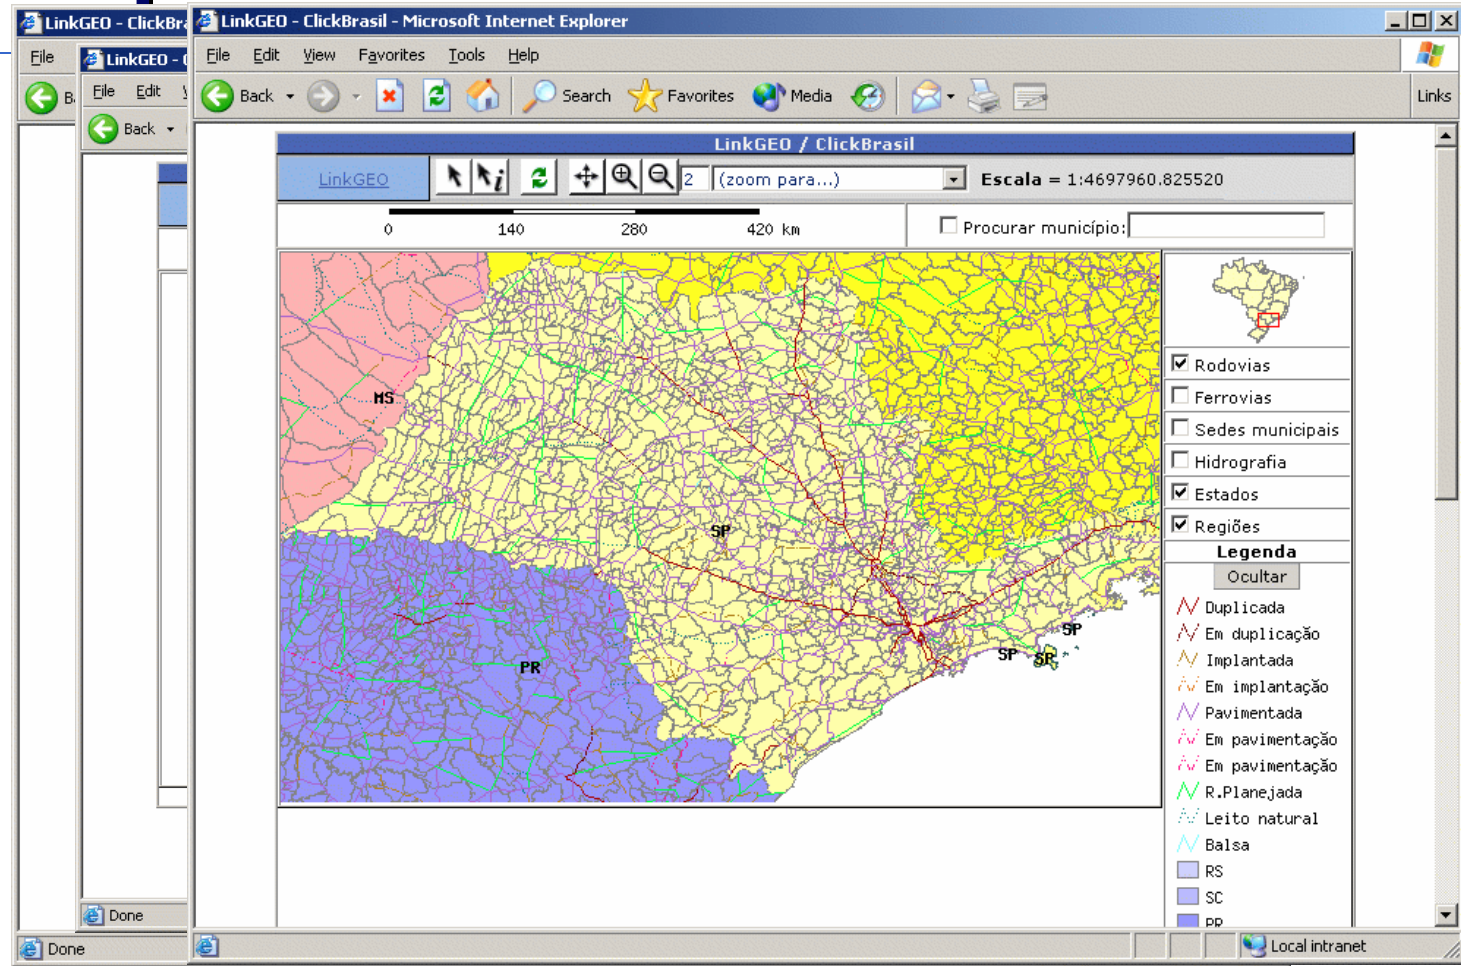 LinkGEO - ClickBra
LinkGEO - ClickBrasil - Microsoft Internet Explorer
File
LinkGEO - (
File Edit View Favorites Tools Help
File Edit
Back Search Favorites Media Links
Back
LinkGEO / ClickBrasil
LinkGEO i 2 (zoom para...) Escala = 1:4697960.825520
0 140 280 420 km Procurar município:
Rodovias
MS
Ferrovias
Sedes municipais
Hidrografia
Estados
SP
Regiões
Legenda
Ocultar
Duplicada
SP
Em duplicação
SP SP
Implantada
PR
Em implantação
Pavimentada
Em pavimentação
Em pavimentação
R.Planejada
Leito natural
Balsa
RS
SC
PR
Done
Done
Local intranet